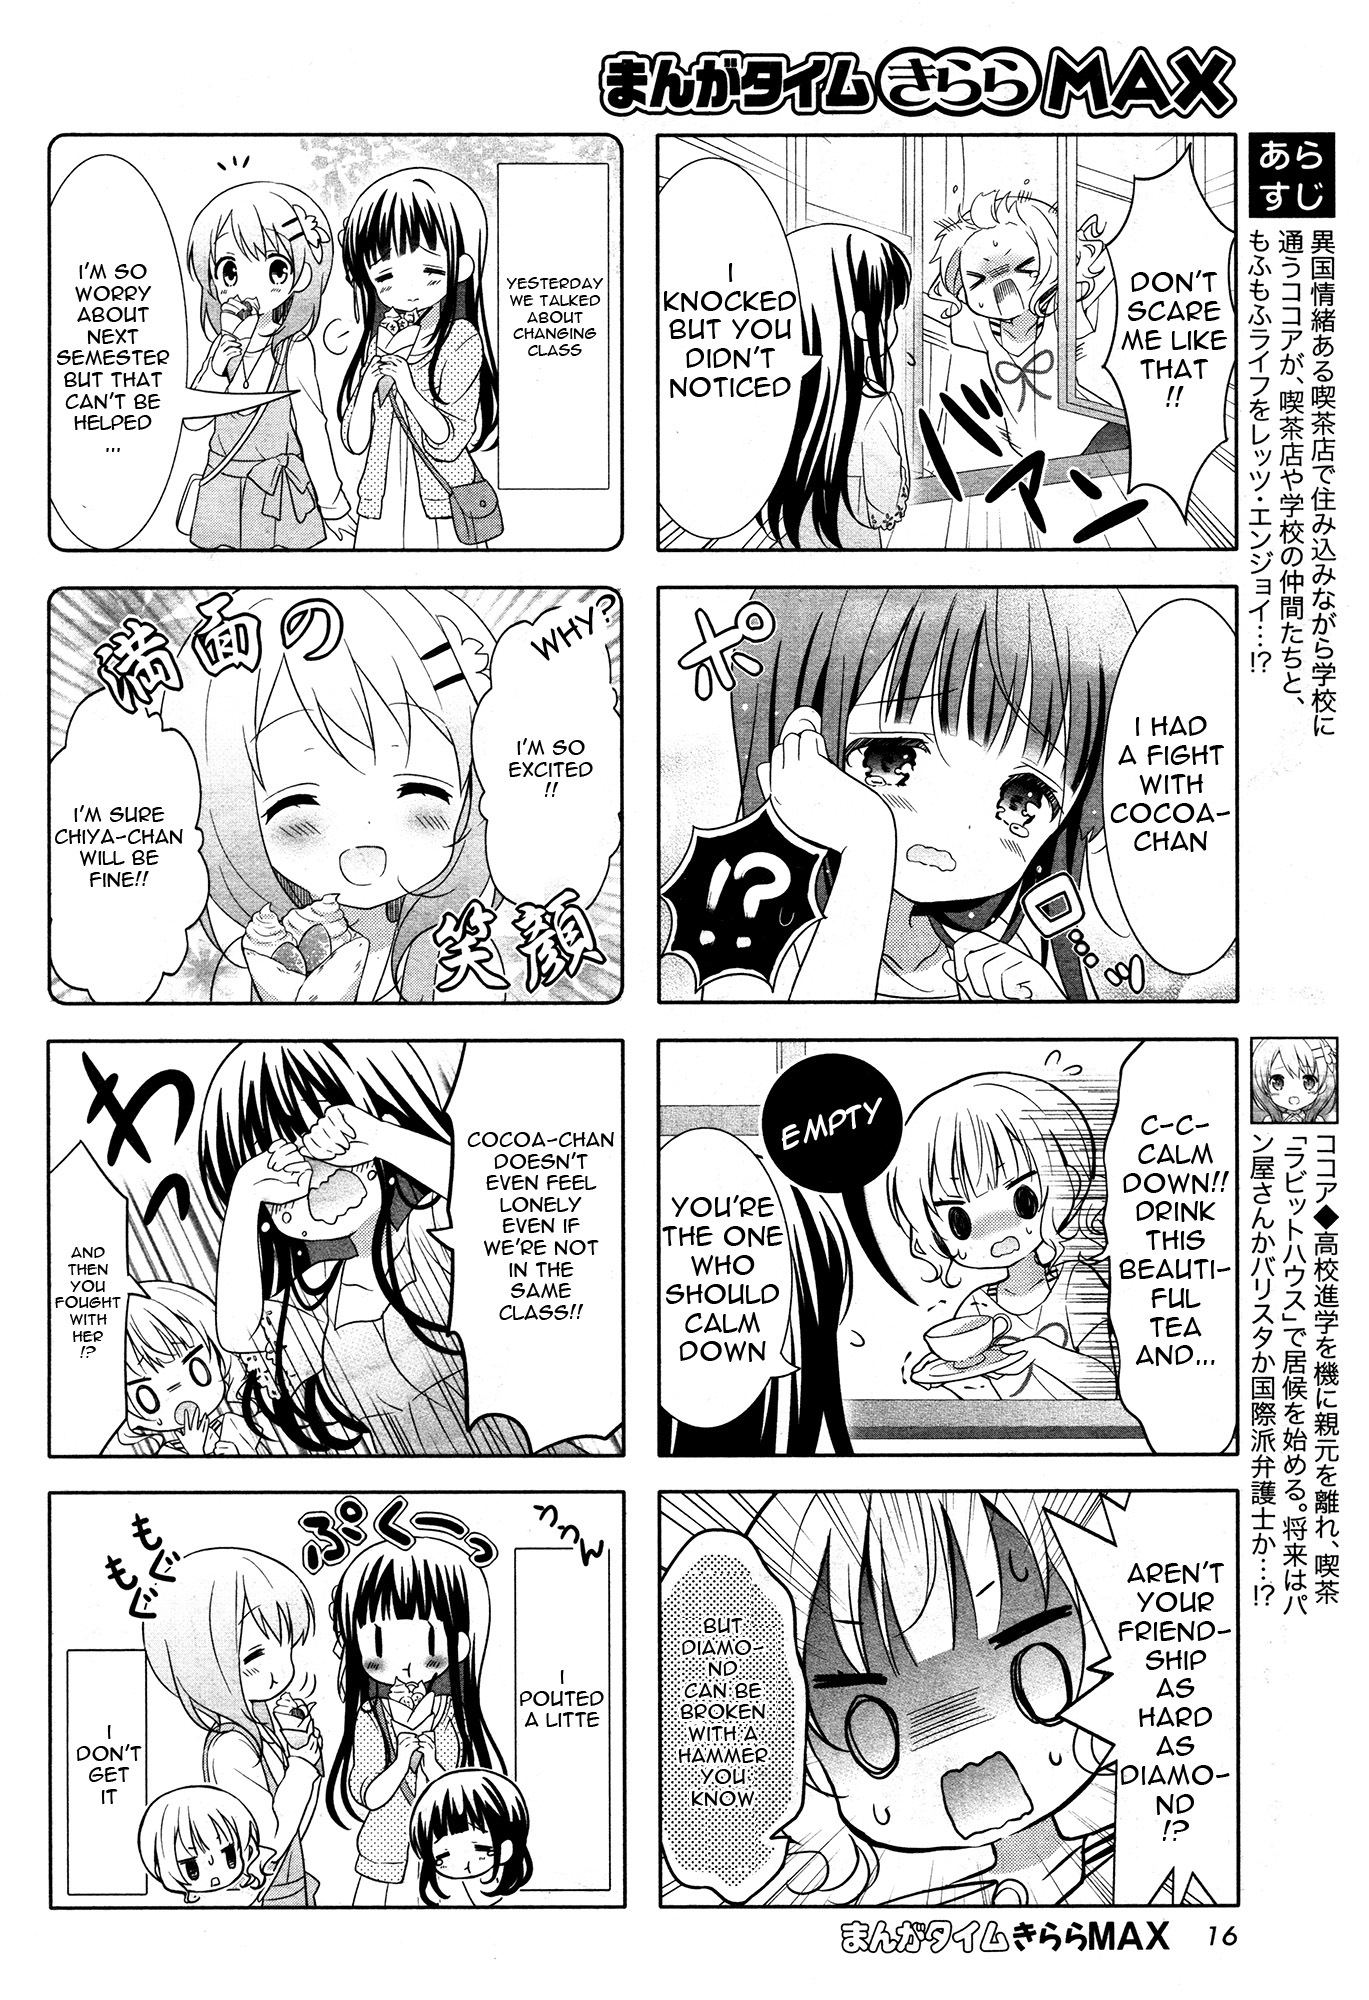 まんがタイムきららMAX
あらすじ
異国情緒ある喫茶店で住み込みながら学校に
通うココアが、喫茶店や学校の仲間たちと、
もふもふライフをレッツ・エンジョイ…!?
DON'T
SCARE
ME LIKE
THAT
!!
I
KNOCKED
BUT YOU
DIDN'T
NOTICED
バァン
I HAD
A FIGHT
WITH
COCOA-
CHAN
ポ
ロ…ッ
!?
C-C-
CALM
DOWN!!
DRINK
THIS
BEAUTI-
FUL
TEA
AND...
EMPTY
YOU'RE
THE ONE
WHO
SHOULD
CALM
DOWN
AREN'T
YOUR
FRIEND-
SHIP
AS
HARD
AS
DIAMO-
ND
!?
BUT
DIAMO-
ND
CAN BE
BROKEN
WITH A
HAMMER
YOU
KNOW
YESTERDAY
WE TALKED
ABOUT
CHANGING
CLASS
I'M SO
WORRY
ABOUT
NEXT
SEMESTER
BUT THAT
CAN'T BE
HELPED
...
WHY?
I'M SO
EXCITED
!!
満面の
笑顔
I'M SURE
CHIYA-CHAN
WILL BE
FINE!!
COCOA-CHAN
DOESN'T
EVEN FEEL
LONELY
EVEN IF
WE'RE NOT
IN THE
SAME
CLASS!!
わっ
AND
THEN YOU
FOUGHT
WITH
HER
!?
うわん
ぷくーっ
I
POUTED
A LITTE
もぐ
もぐ
I
DON'T
GET
IT
ココア◆高校進学を機に親元を離れ、喫茶
「ラビットハウス」で居候を始める。将来はパ
ン屋さんかバリスタか国際派弁護士か…!?
まんがタイムきららMAX
16